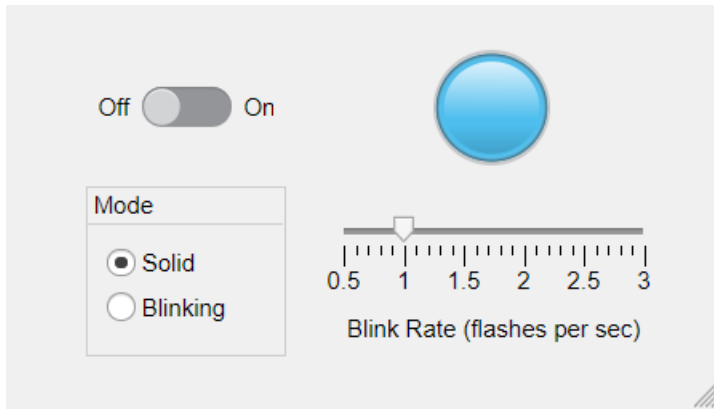 Off On
Mode
Solid
Blinking
0.5 1 1.5 2 2.5 3
Blink Rate (flashes per sec)